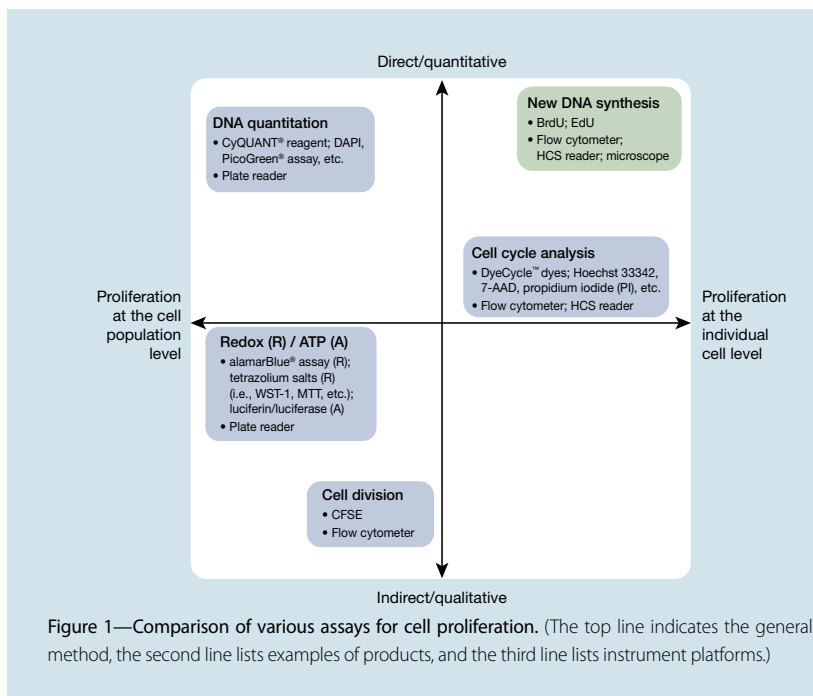 Direct/quantitative
DNA quantitation
• CyQUANT® reagent; DAPI,
PicoGreen® assay, etc.
• Plate reader
New DNA synthesis
• BrdU; EdU
• Flow cytometer;
HCS reader; microscope
Cell cycle analysis
• DyeCycle™ dyes; Hoechst 33342,
7-AAD, propidium iodide (PI), etc.
• Flow cytometer; HCS reader
Proliferation
at the cell
population
level
Proliferation
at the
individual
cell level
Redox (R) / ATP (A)
• alamarBlue® assay (R);
tetrazolium salts (R)
(i.e., WST-1, MTT, etc.);
luciferin/luciferase (A)
• Plate reader
Cell division
• CFSE
• Flow cytometer
Indirect/qualitative
Figure 1—Comparison of various assays for cell proliferation. (The top line indicates the general
method, the second line lists examples of products, and the third line lists instrument platforms.)